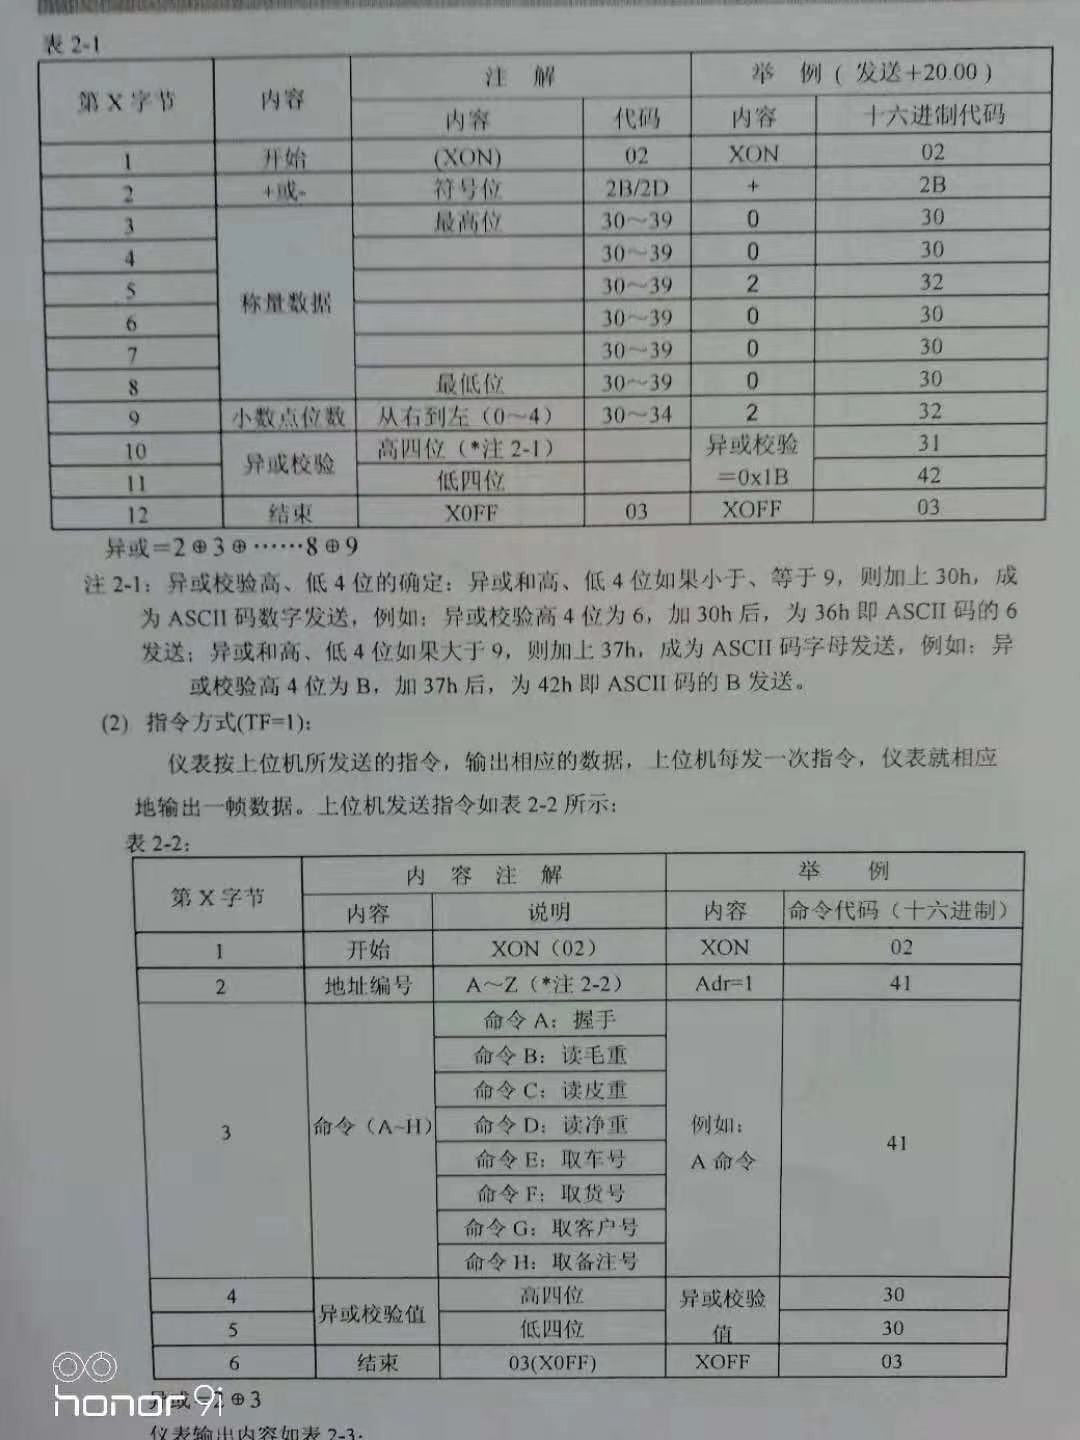 表 2-1
第 X 字节 内容 注 解 举 例 ( 发送+20.00 )
内容 代码 内容 十六进制代码
1 开始 (XON) 02 XON 02
2 +或- 符号位 2B/2D + 2B
3 最高位 30～39 0 30
4 30～39 0 30
5 称量数据 30～39 2 32
6 30～39 0 30
7 30～39 0 30
8 最低位 30～39 0 30
9 小数点位数 从右到左（0～4） 30～34 2 32
10 异或校验 高四位（*注 2-1） 异或校验 31
11 低四位 =0x1B 42
12 结束 X0FF 03 XOFF 03
异或=2⊕3⊕……8⊕9
注 2-1：异或校验高、低 4 位的确定：异或和高、低 4 位如果小于、等于 9，则加上 30h，成
为 ASCII 码数字发送，例如：异或校验高 4 位为 6，加 30h 后，为 36h 即 ASCII 码的 6
发送；异或和高、低 4 位如果大于 9，则加上 37h，成为 ASCII 码字母发送，例如：异
或校验高 4 位为 B，加 37h 后，为 42h 即 ASCII 码的 B 发送。
(2) 指令方式(TF=1)：
仪表按上位机所发送的指令，输出相应的数据，上位机每发一次指令，仪表就相应
地输出一帧数据。上位机发送指令如表 2-2 所示：
表 2-2：
第 X 字节 内 容 注 解 举 例
内容 说明 内容 命令代码（十六进制）
1 开始 XON（02） XON 02
2 地址编号 A～Z（*注 2-2） Adr=1 41
3 命令（A~H） 命令 A：握手 例如： A 命令 41
命令 B：读毛重
命令 C：读皮重
命令 D：读净重
命令 E：取车号
命令 F：取货号
命令 G：取客户号
命令 H：取备注号
4 异或校验值 高四位 异或校验 30
5 低四位 值 30
6 结束 03(X0FF) XOFF 03
异或=2⊕3
仪表输出内容如表 2-3：
honor 9i